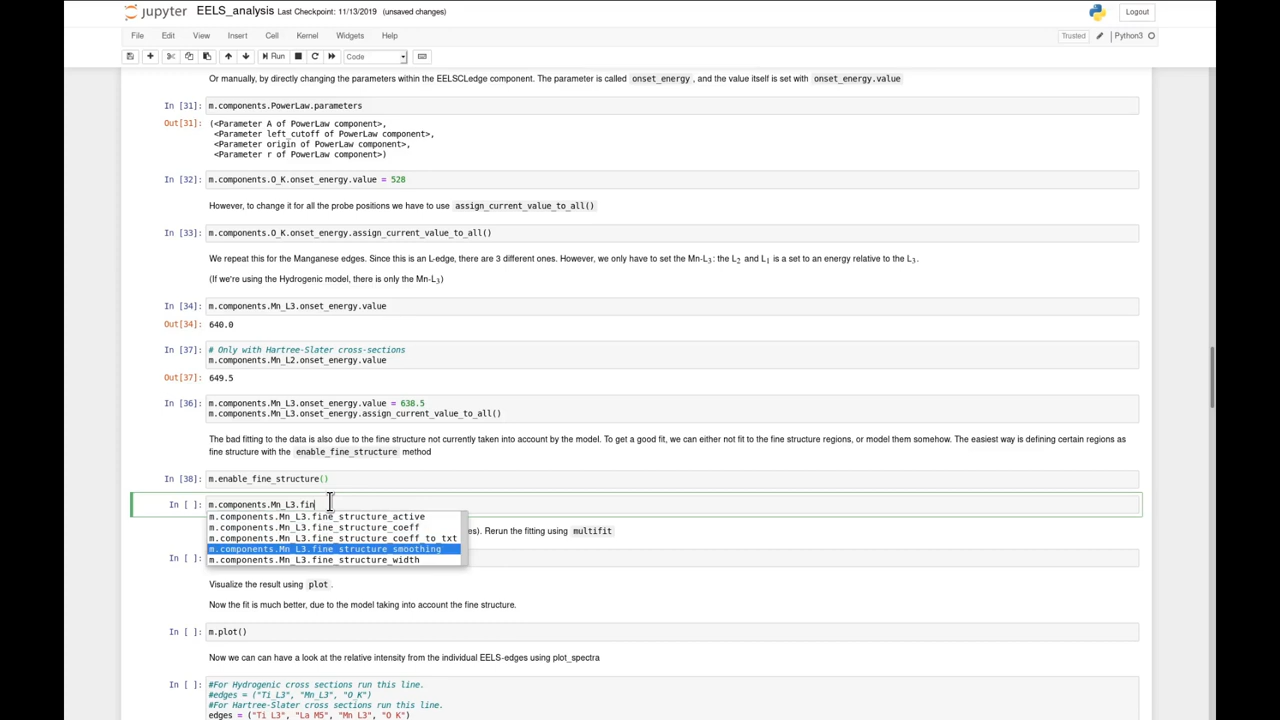 jupyter EELS_analysis Last Checkpoint: 11/13/2019 (unsaved changes) Logout
File Edit View Insert Cell Kernel Widgets Help Trusted Python3
Run Code
Or manually, by directly changing the parameters within the EELSCLedge component. The parameter is called onset_energy, and the value itself is set with onset_energy.value
In [31]: m.components.PowerLaw.parameters
Out[31]: (<Parameter A of PowerLaw component>,
<Parameter left_cutoff of PowerLaw component>,
<Parameter origin of PowerLaw component>,
<Parameter r of PowerLaw component>)
In [32]: m.components.O_K.onset_energy.value = 528
However, to change it for all the probe positions we have to use assign_current_value_to_all()
In [33]: m.components.O_K.onset_energy.assign_current_value_to_all()
We repeat this for the Manganese edges. Since this is an L-edge, there are 3 different ones. However, we only have to set the Mn-L3: the L2 and L1 is a set to an energy relative to the L3.
(If we're using the Hydrogenic model, there is only the Mn-L3)
In [34]: m.components.Mn_L3.onset_energy.value
Out[34]: 640.0
In [37]: # Only with Hartree-Slater cross-sections
m.components.Mn_L2.onset_energy.value
Out[37]: 649.5
In [36]: m.components.Mn_L3.onset_energy.value = 638.5
m.components.Mn_L3.onset_energy.assign_current_value_to_all()
The bad fitting to the data is also due to the fine structure not currently taken into account by the model. To get a good fit, we can either not fit to the fine structure regions, or model them somehow. The easiest way is defining certain regions as
fine structure with the enable_fine_structure method
In [38]: m.enable_fine_structure()
In [ ]: m.components.Mn_L3.fin
m.components.Mn_L3.fine_structure_active
m.components.Mn_L3.fine_structure_coeff
es). Rerun the fitting using multifit
m.components.Mn_L3.fine_structure_coeff_to_txt
m.components.Mn_L3.fine_structure_smoothing
In [ ]: m.components.Mn_L3.fine_structure_width
Visualize the result using plot.
Now the fit is much better, due to the model taking into account the fine structure.
In [ ]: m.plot()
Now we can can have a look at the relative intensity from the individual EELS-edges using plot_spectra
In [ ]: #For Hydrogenic cross sections run this line.
#edges = ("Ti_L3", "Mn_L3", "O_K")
#For Hartree-Slater cross sections run this line.
edges = ("Ti_L3", "La_M5", "Mn_L3", "O_K")